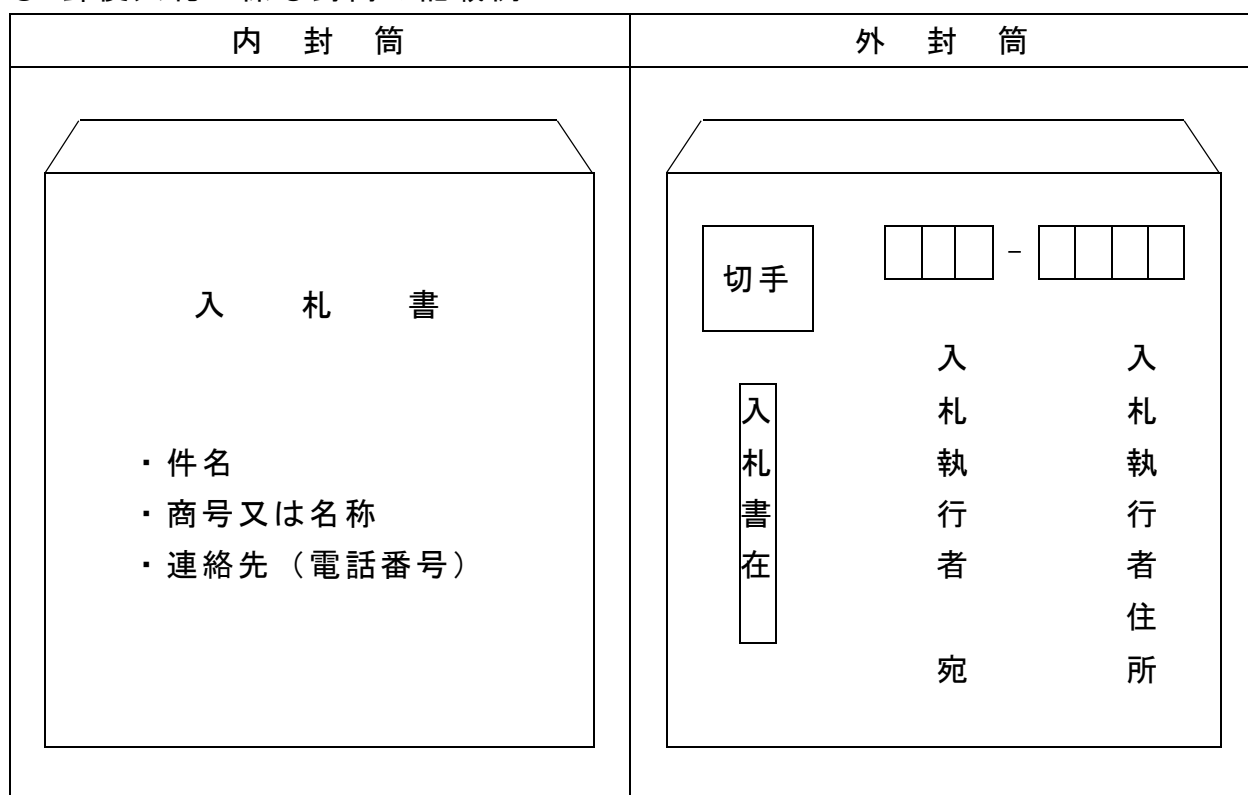 内封筒
外封筒
入札書
・件名
・商号又は名称
・連絡先（電話番号）
切手
-
入札執行者住所
入札執行者 宛
入札書在